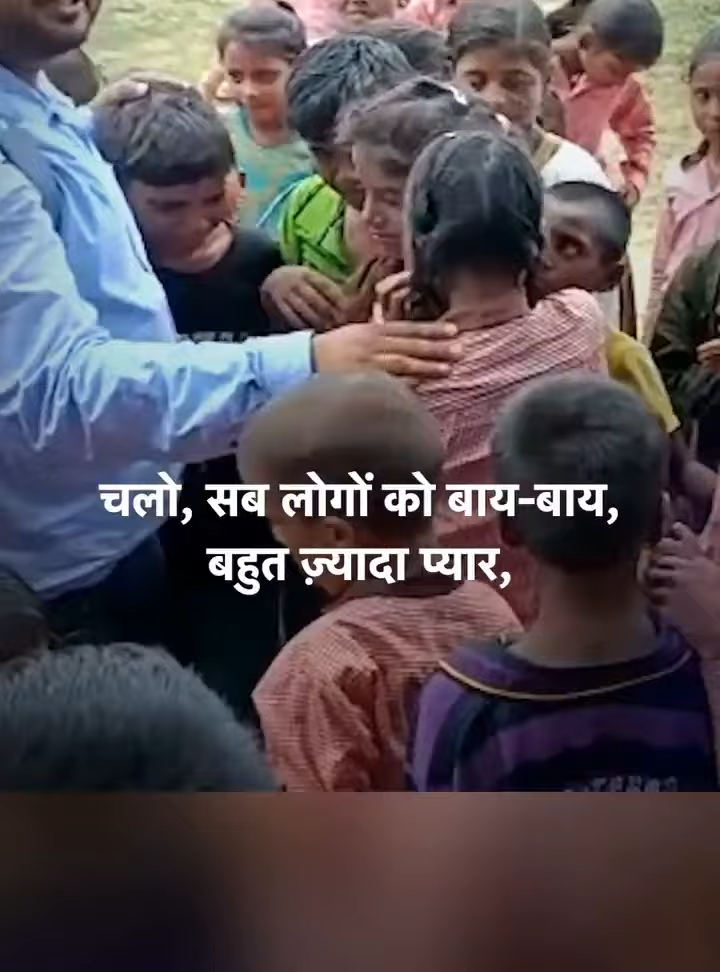 चलो, सब लोगों को बाय-बाय,
बहुत ज़्यादा प्यार,